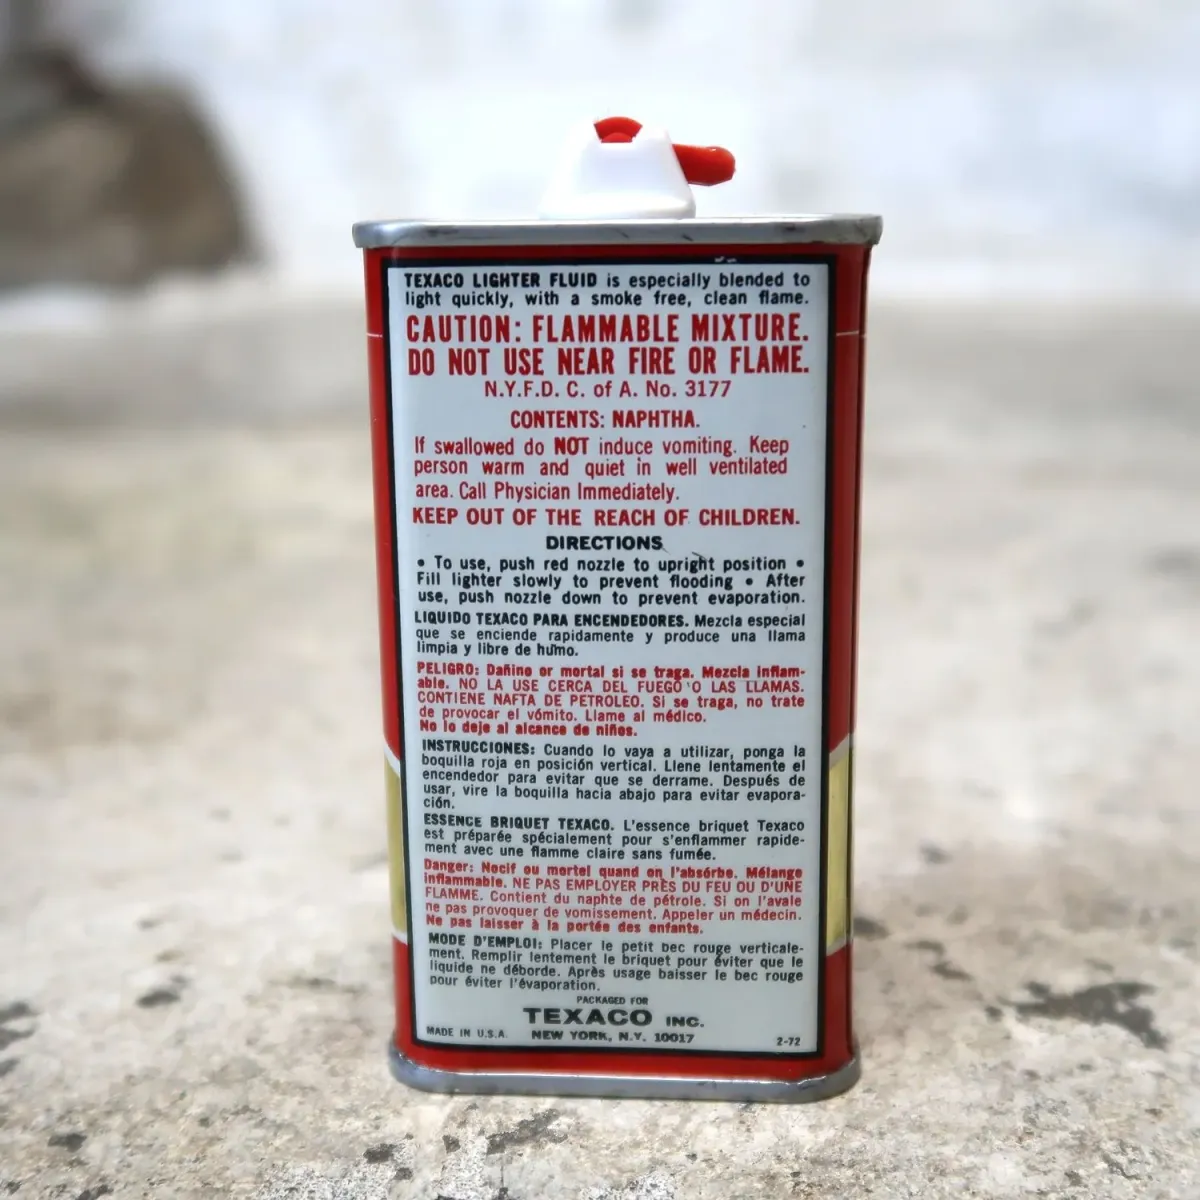 TEXACO LIGHTER FLUID is especially blended to
light quickly, with a smoke free, clean flame.
CAUTION: FLAMMABLE MIXTURE.
DO NOT USE NEAR FIRE OR FLAME.
N.Y.F.D. C. of A. No. 3177
CONTENTS: NAPHTHA.
If swallowed do NOT induce vomiting. Keep
person warm and quiet in well ventilated
area. Call Physician Immediately.
KEEP OUT OF THE REACH OF CHILDREN.
DIRECTIONS
• To use, push red nozzle to upright position •
Fill lighter slowly to prevent flooding • After
use, push nozzle down to prevent evaporation.
LIQUIDO TEXACO PARA ENCENDEDORES. Mezcla especial
que se enciende rapidamente y produce una llama
limpia y libre de humo.
PELIGRO: Dañino or mortal si se traga. Mezcla inflam-
able. NO LA USE CERCA DEL FUEGO O LAS LLAMAS.
CONTIENE NAFTA DE PETROLEO. Si se traga, no trate
de provocar el vómito. Llame al médico.
No lo deje al alcance de niños.
INSTRUCCIONES: Cuando lo vaya a utilizar, ponga la
boquilla roja en posición vertical. Llene lentamente el
encendedor para evitar que se derrame. Después de
usar, vire la boquilla hacia abajo para evitar evapora-
ción.
ESSENCE BRIQUET TEXACO. L'essence briquet Texaco
est préparée spécialement pour s'enflammer rapide-
ment avec une flamme claire sans fumée.
Danger: Nocif ou mortel quand on l'absórbe. Mélange
inflammable. NE PAS EMPLOYER PRÈS DU FEU OU D'UNE
FLAMME. Contient du naphte de pétrole. Si on l'avale
ne pas provoquer de vomissement. Appeler un médecin.
Ne pas laisser à la portée des enfants.
MODE D'EMPLOI: Placer le petit bec rouge verticale-
ment. Remplir lentement le briquet pour éviter que le
liquide ne déborde. Après usage baisser le bec rouge
pour éviter l'évaporation.
PACKAGED FOR
TEXACO INC.
MADE IN U.S.A. NEW YORK, N.Y. 10017 2-72